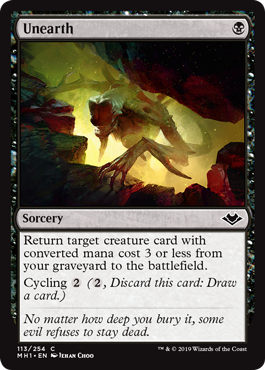 Unearth
Sorcery
Return target creature card with
converted mana cost 3 or less from
your graveyard to the battlefield.
Cycling 2 (2, Discard this card: Draw
a card.)
No matter how deep you bury it, some
evil refuses to stay dead.
113/254 C
MH1 • EN Jehan Choo
™ & © 2019 Wizards of the Coast